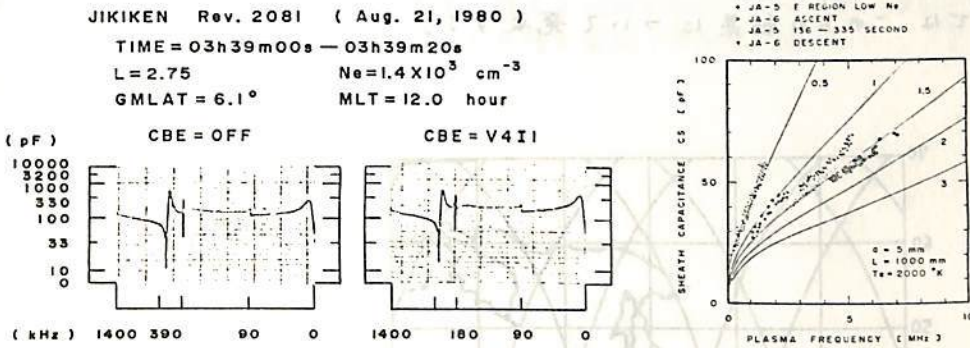 JIKIKEN Rev. 2081 ( Aug. 21, 1980 )
TIME = 03h39m00s — 03h39m20s
L = 2.75 Ne = 1.4 X 10³ cm⁻³
GMLAT = 6.1° MLT = 12.0 hour
( pF ) CBE = OFF CBE = V4I1
10000
3200
1000
330
100
33
10
0
( kHz ) 1400 390 90 0 1400 180 90 0
JA-5 E REGION LOW Ne
JA-6 ASCENT
JA-5 136 — 335 SECOND
JA-6 DESCENT
SHEATH CAPACITANCE CS [ pF ]
100
50
0
0.5
1
1.5
2
3
a = 5 mm
L = 1000 mm
Te = 2000 °K
0 5 10
PLASMA FREQUENCY [ MHz ]